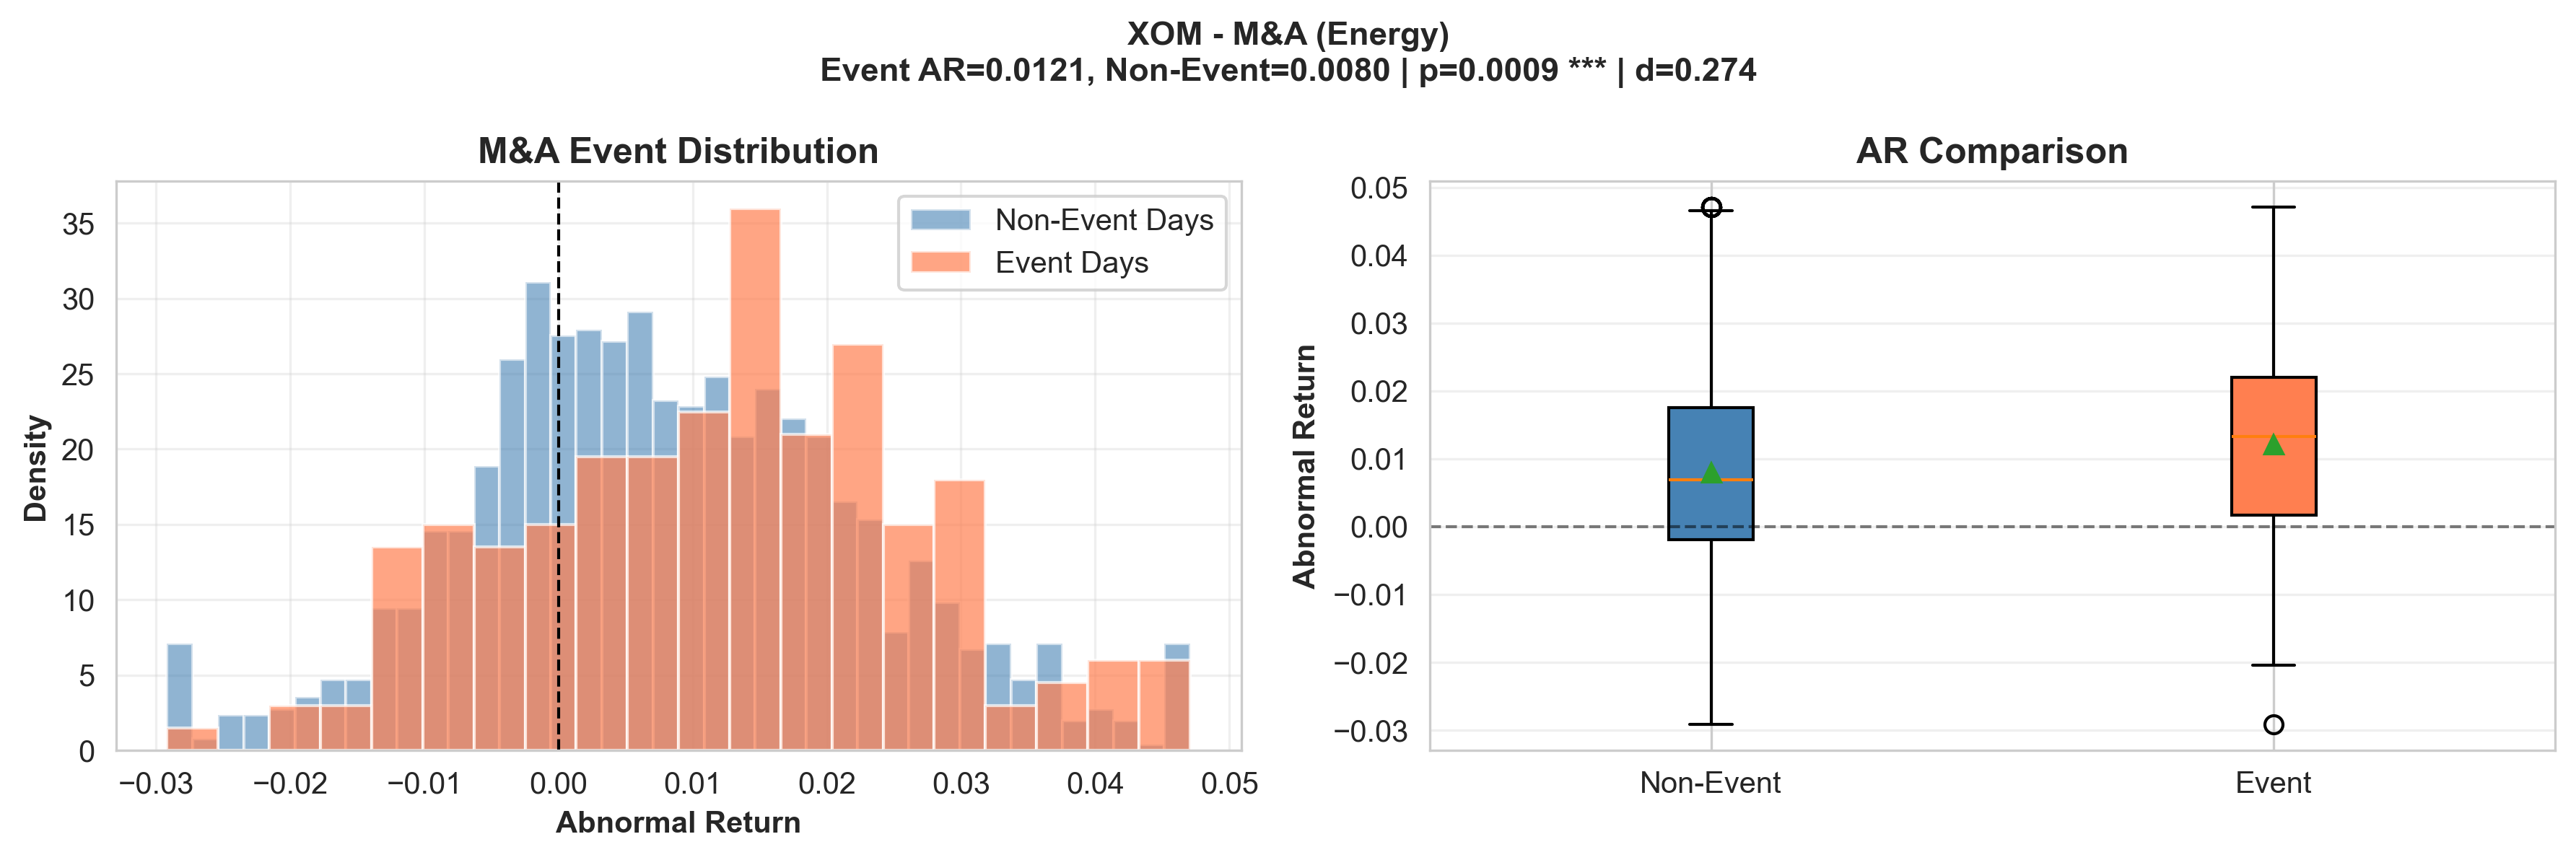 XOM - M&A (Energy)
Event AR=0.0121, Non-Event=0.0080 | p=0.0009 *** | d=0.274
M&A Event Distribution
Density
35
30
25
20
15
10
5
0
Non-Event Days
Event Days
−0.03 −0.02 −0.01 0.00 0.01 0.02 0.03 0.04 0.05
Abnormal Return
AR Comparison
Abnormal Return
0.05
0.04
0.03
0.02
0.01
0.00
−0.01
−0.02
−0.03
Non-Event Event